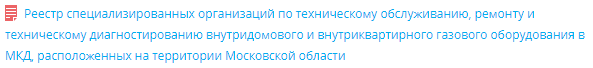 Реестр специализированных организаций по техническому обслуживанию, ремонту и
техническому диагностированию внутридомового и внутриквартирного газового оборудования в
МКД, расположенных на территории Московской области